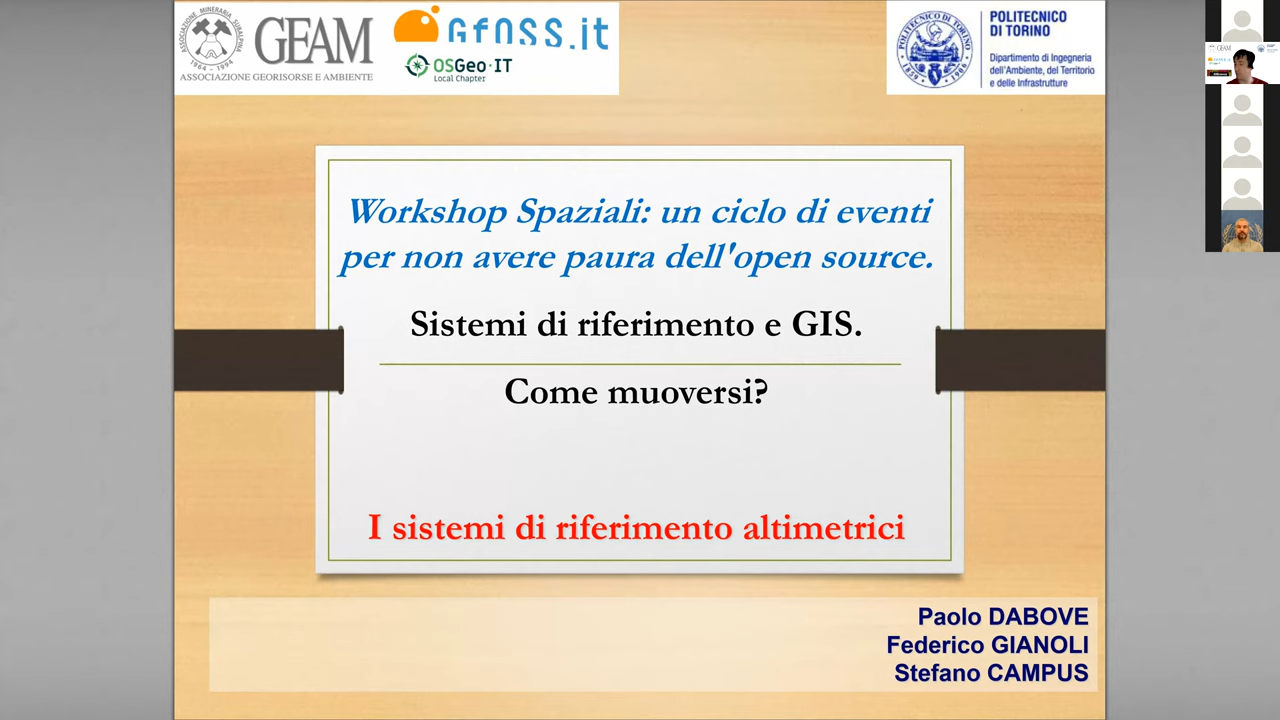 ASSOCIAZIONE MINERARIA SUBALPINA
1964 - 1994
GEAM
ASSOCIAZIONE GEORISORSE E AMBIENTE
GFOSS.it
OSGeo·IT
Local Chapter
POLITECNICO DI TORINO
1859
POLITECNICO
DI TORINO
Dipartimento di Ingegneria
dell'Ambiente, del Territorio
e delle Infrastrutture
GEAM
Workshop Spaziali: un ciclo di eventi
per non avere paura dell'open source.
Sistemi di riferimento e GIS.
Come muoversi?
I sistemi di riferimento altimetrici
Paolo DABOVE
Federico GIANOLI
Stefano CAMPUS